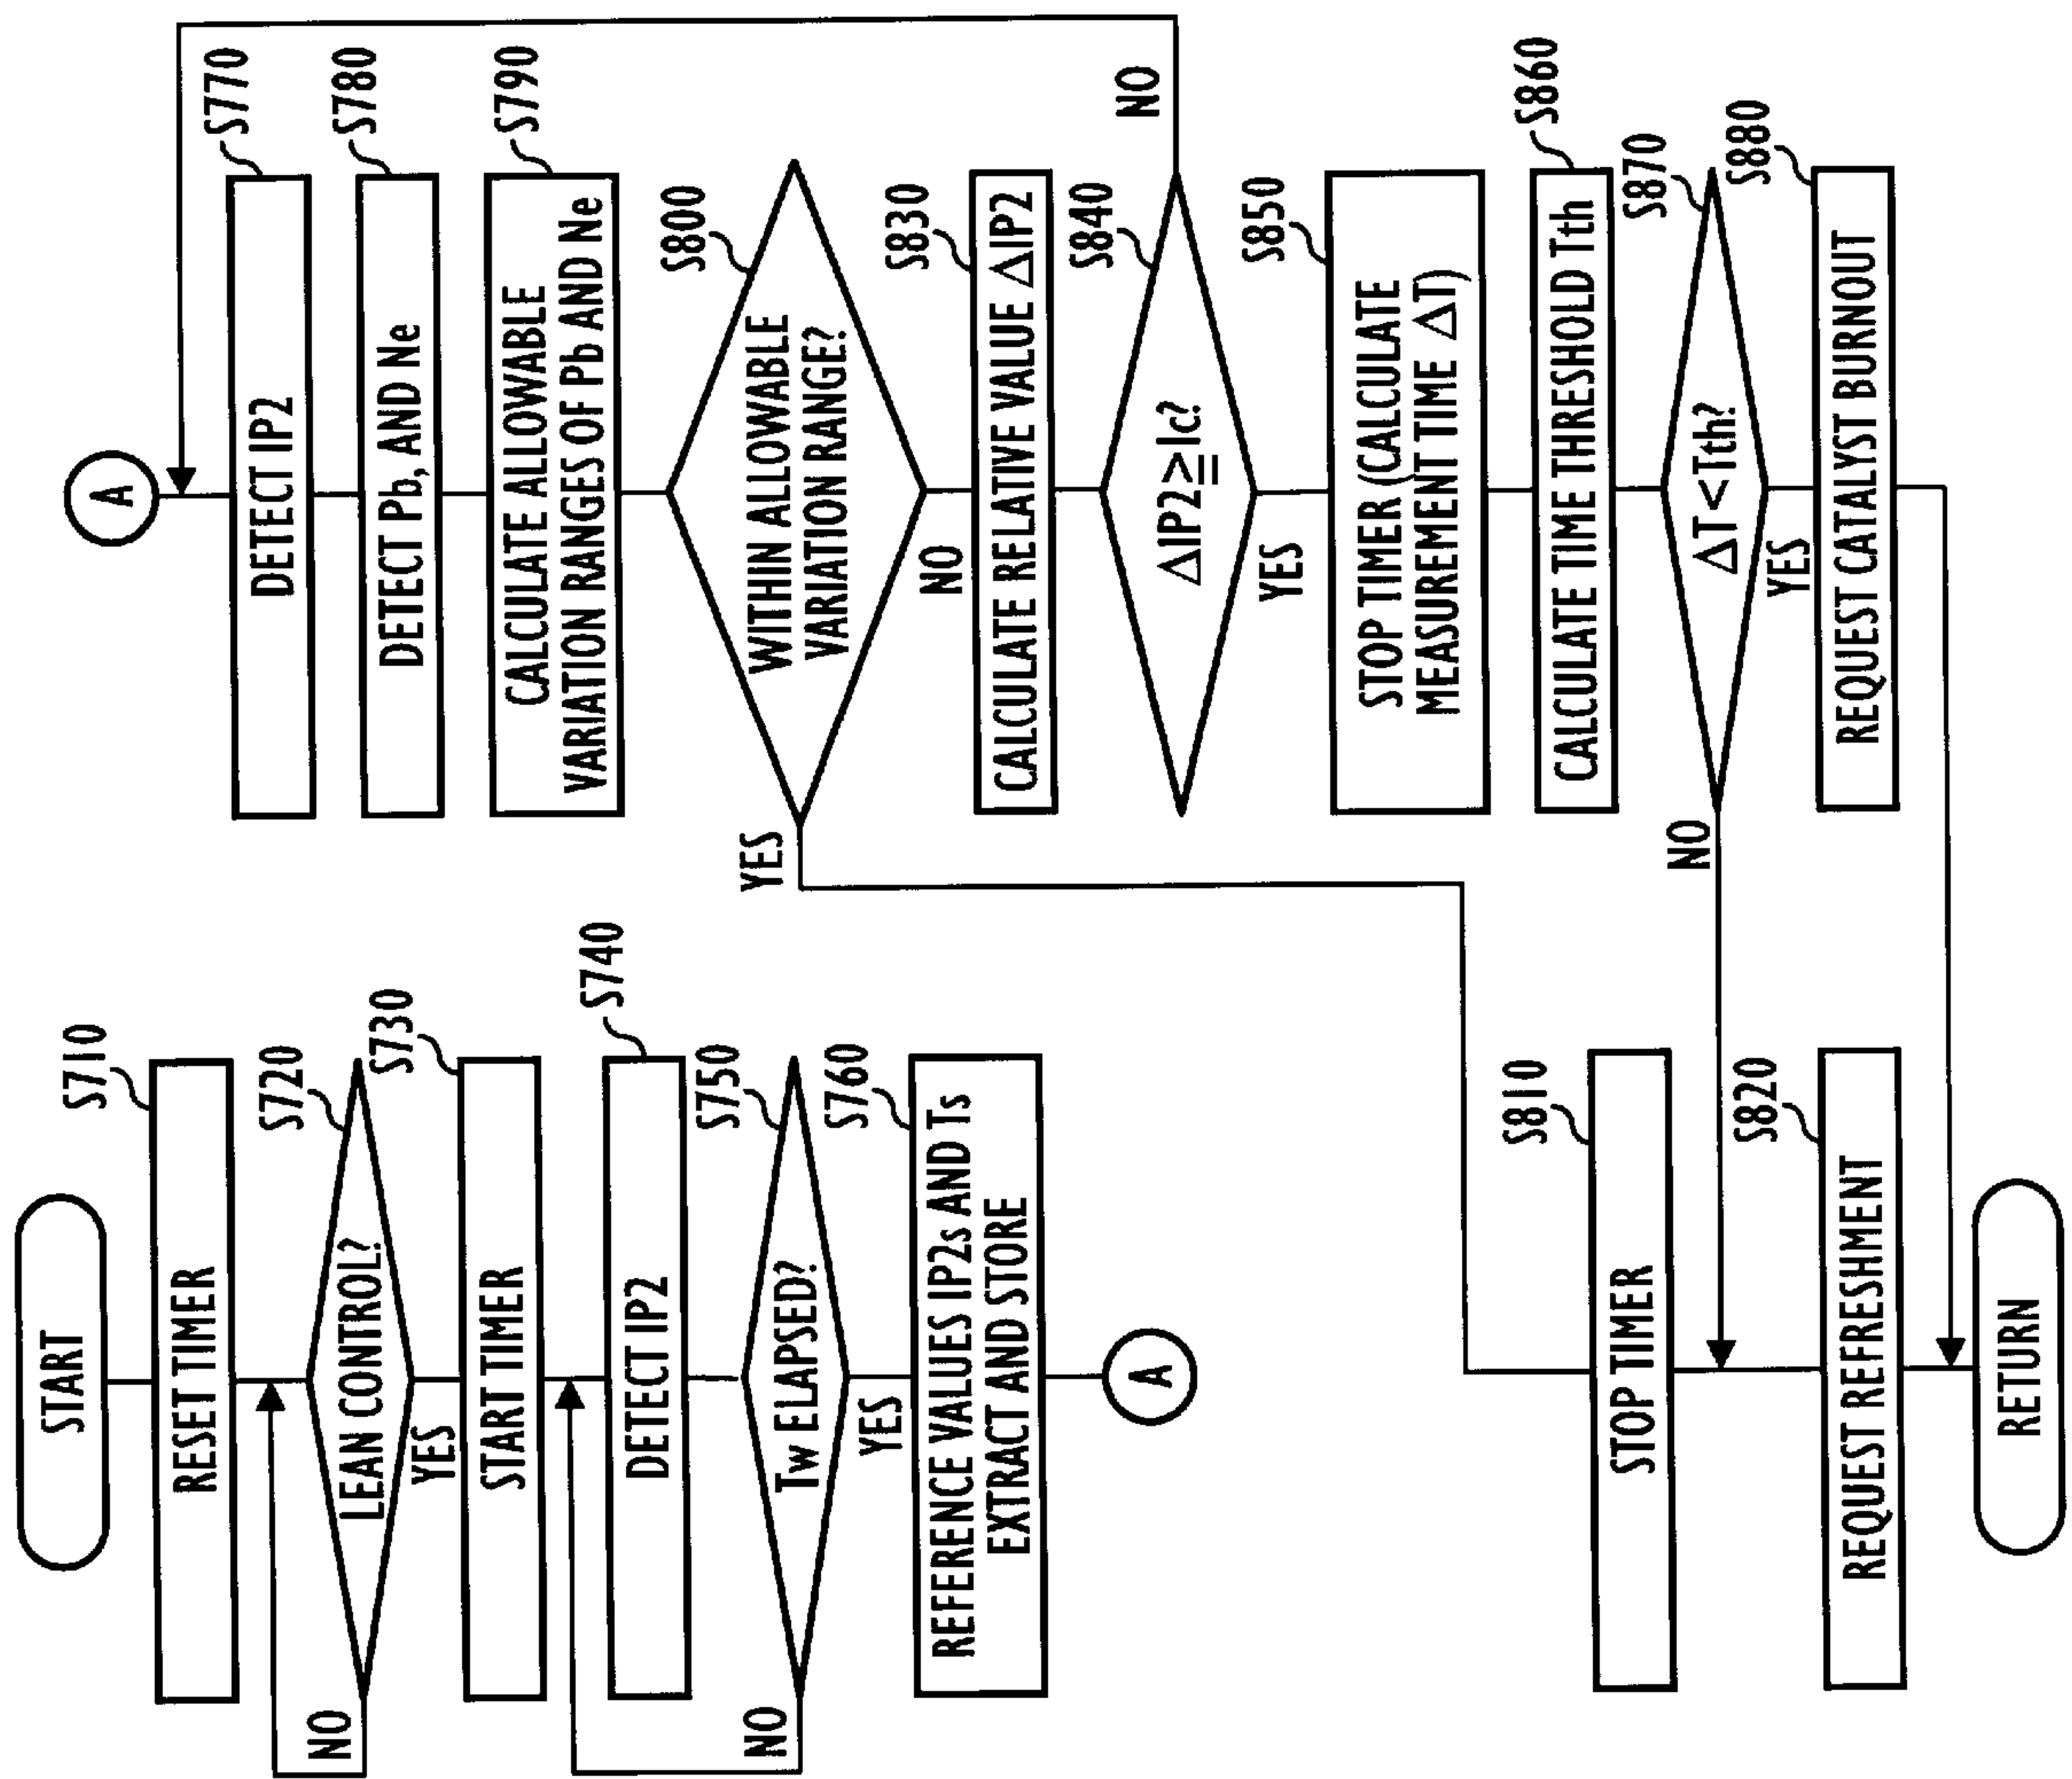 START
S710
RESET TIMER
S720
LEAN CONTROL?
NO
YES
S730
START TIMER
S740
DETECT IP2
S750
Tw ELAPSED?
NO
YES
S760
REFERENCE VALUES IP2s AND Ts
EXTRACT AND STORE
A
A
S770
DETECT IP2
S780
DETECT Pb, AND Ne
S790
CALCULATE ALLOWABLE
VARIATION RANGES OF Pb AND Ne
S800
WITHIN ALLOWABLE
VARIATION RANGE?
YES
NO
S830
CALCULATE RELATIVE VALUE △IP2
S840
△IP2≧Ic?
NO
YES
S850
STOP TIMER (CALCULATE
MEASUREMENT TIME △T)
S860
CALCULATE TIME THRESHOLD Tth
S870
△T<Tth?
NO
YES
S880
REQUEST CATALYST BURNOUT
S810
STOP TIMER
S820
REQUEST REFRESHMENT
RETURN